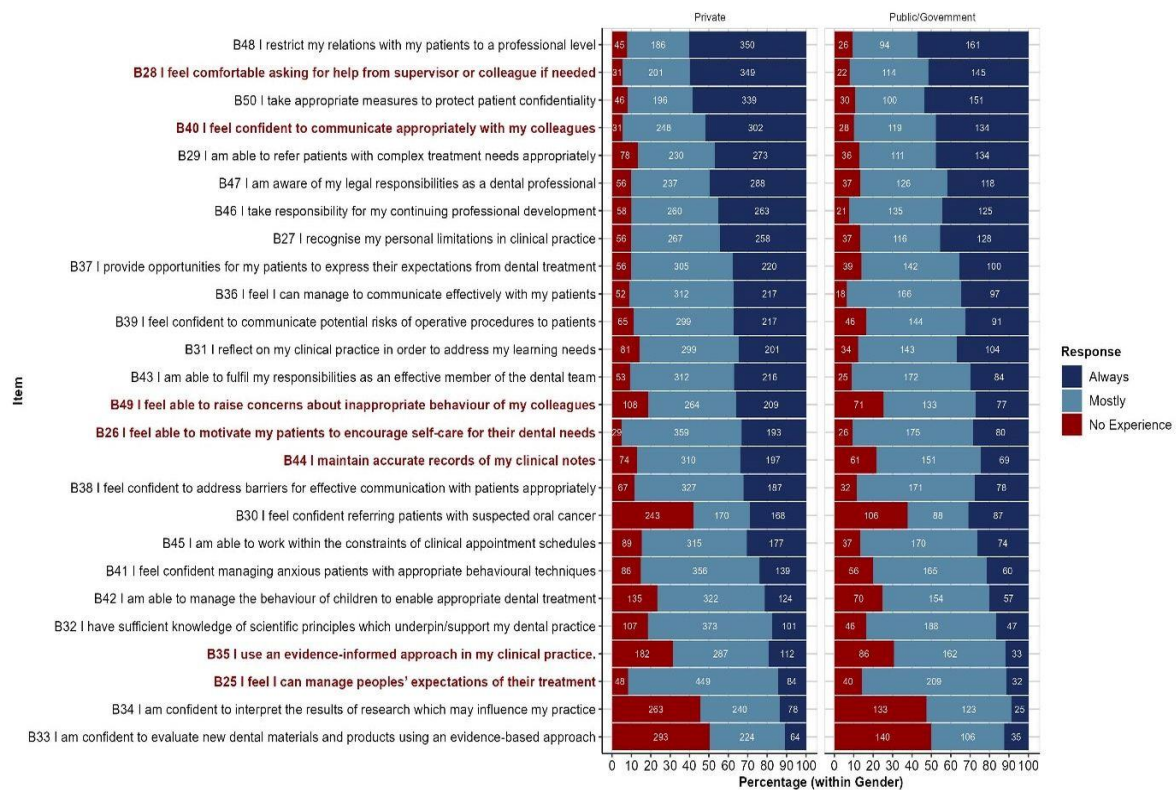 Private Public/Government
B48 I restrict my relations with my patients to a professional level 45 186 350 26 94 161
B28 I feel comfortable asking for help from supervisor or colleague if needed 31 201 349 22 114 145
B50 I take appropriate measures to protect patient confidentiality 46 196 339 30 100 151
B40 I feel confident to communicate appropriately with my colleagues 31 248 302 28 119 134
B29 I am able to refer patients with complex treatment needs appropriately 78 230 273 36 111 134
B47 I am aware of my legal responsibilities as a dental professional 56 237 288 37 126 118
B46 I take responsibility for my continuing professional development 58 260 263 21 135 125
B27 I recognise my personal limitations in clinical practice 56 267 258 37 116 128
B37 I provide opportunities for my patients to express their expectations from dental treatment 56 305 220 39 142 100
B36 I feel I can manage to communicate effectively with my patients 52 312 217 18 166 97
B39 I feel confident to communicate potential risks of operative procedures to patients 65 299 217 46 144 91
B31 I reflect on my clinical practice in order to address my learning needs 81 299 201 34 143 104
B43 I am able to fulfil my responsibilities as an effective member of the dental team 53 312 216 25 172 84
B49 I feel able to raise concerns about inappropriate behaviour of my colleagues 108 264 209 71 133 77
B26 I feel able to motivate my patients to encourage self-care for their dental needs 29 359 193 26 175 80
B44 I maintain accurate records of my clinical notes 74 310 197 61 151 69
B38 I feel confident to address barriers for effective communication with patients appropriately 67 327 187 32 171 78
B30 I feel confident referring patients with suspected oral cancer 243 170 168 106 88 87
B45 I am able to work within the constraints of clinical appointment schedules 89 315 177 37 170 74
B41 I feel confident managing anxious patients with appropriate behavioural techniques 86 356 139 56 165 60
B42 I am able to manage the behaviour of children to enable appropriate dental treatment 135 322 124 70 154 57
B32 I have sufficient knowledge of scientific principles which underpin/support my dental practice 107 373 101 46 188 47
B35 I use an evidence-informed approach in my clinical practice. 182 287 112 86 162 33
B25 I feel I can manage peoples' expectations of their treatment 48 449 84 40 209 32
B34 I am confident to interpret the results of research which may influence my practice 263 240 78 133 123 25
B33 I am confident to evaluate new dental materials and products using an evidence-based approach 293 224 64 140 106 35
0 10 20 30 40 50 60 70 80 90 100 0 10 20 30 40 50 60 70 80 90 100
Percentage (within Gender)
Item
Response
Always
Mostly
No Experience